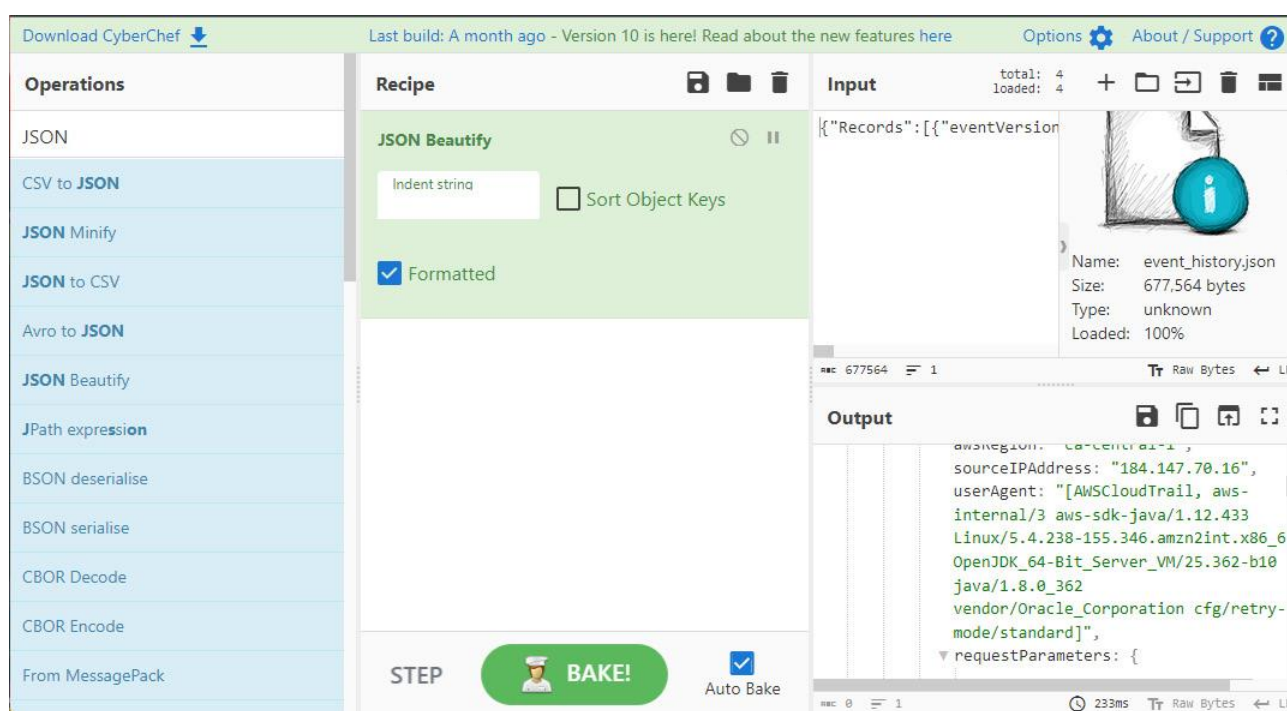 Download CyberChef
Last build: A month ago - Version 10 is here! Read about the new features here
Options
About / Support
Operations
JSON
CSV to JSON
JSON Minify
JSON to CSV
Avro to JSON
JSON Beautify
JPath expression
BSON deserialise
BSON serialise
CBOR Decode
CBOR Encode
From MessagePack
Recipe
JSON Beautify
Indent string
Sort Object Keys
Formatted
STEP
BAKE!
Auto Bake
Input
total: 4
loaded: 4
{"Records":[{"eventVersion
Name: event_history.json
Size: 677,564 bytes
Type: unknown
Loaded: 100%
677564 1
Raw Bytes
Output
awsRegion: "ca-central-1",
sourceIPAddress: "184.147.70.16",
userAgent: "[AWSCloudTrail, aws-
internal/3 aws-sdk-java/1.12.433
Linux/5.4.238-155.346.amzn2int.x86_6
OpenJDK_64-Bit_Server_VM/25.362-b10
java/1.8.0_362
vendor/Oracle_Corporation cfg/retry-
mode/standard]",
requestParameters: {
0 1
233ms
Raw Bytes